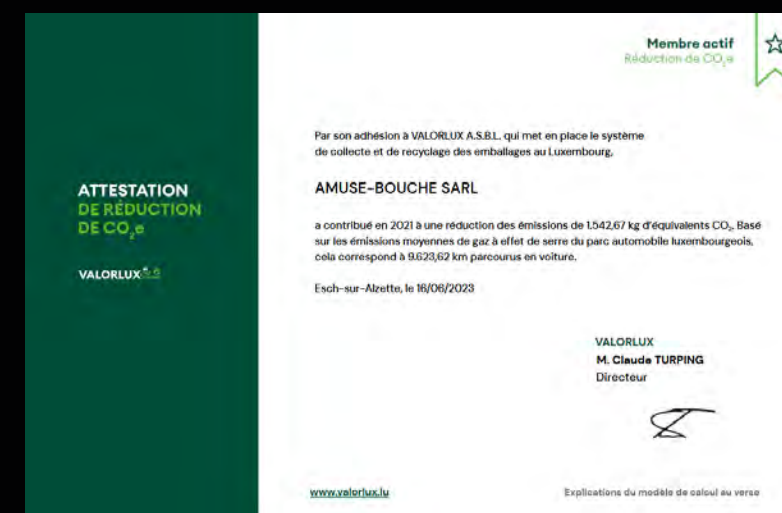 Membre actif
Réduction de CO₂e
Par son adhésion à VALORLUX A.S.B.L. qui met en place le système
de collecte et de recyclage des emballages au Luxembourg,
AMUSE-BOUCHE SARL
a contribué en 2021 à une réduction des émissions de 1.542,67 kg d'équivalents CO₂. Basé
sur les émissions moyennes de gaz à effet de serre du parc automobile luxembourgeois,
cela correspond à 9.623,62 km parcourus en voiture.
Esch-sur-Alzette, le 16/06/2023
ATTESTATION
DE RÉDUCTION
DE CO₂e
VALORLUX
VALORLUX
M. Claude TURPING
Directeur
www.valorlux.lu
Explications du modèle de calcul au verso